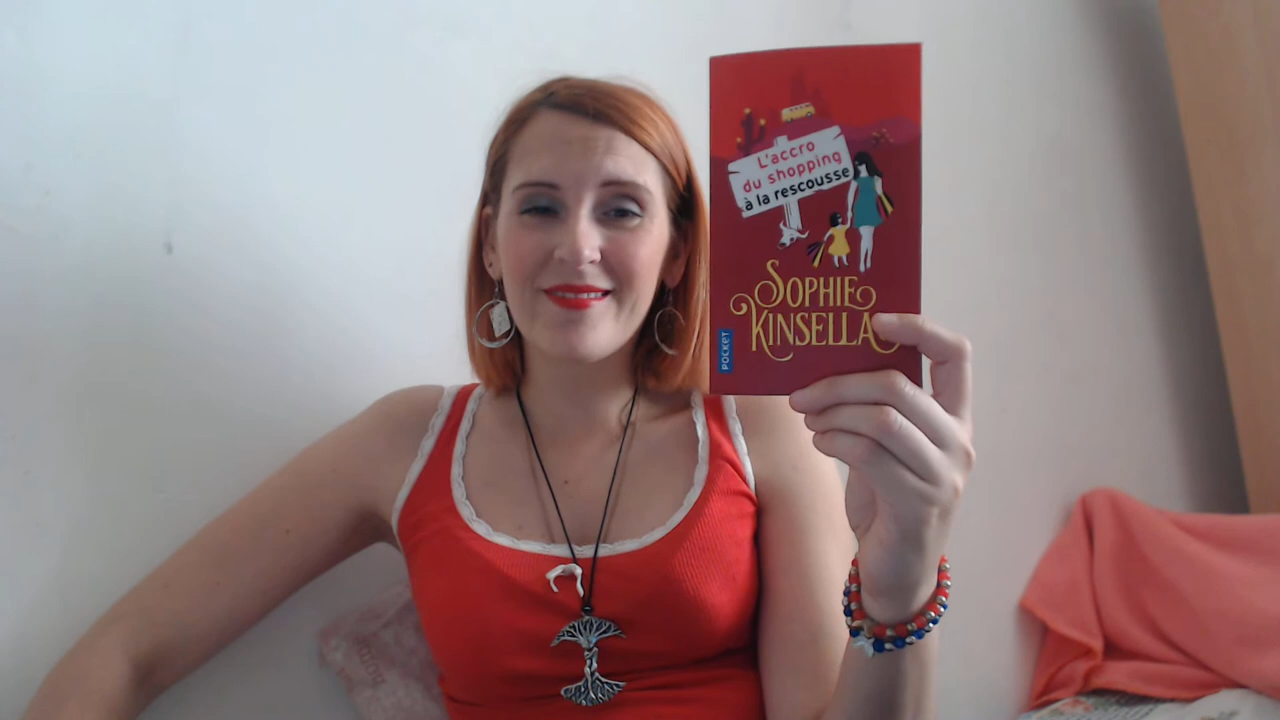 L'accro
du shopping
à la rescousse
SOPHIE
KINSELLA
POCKET